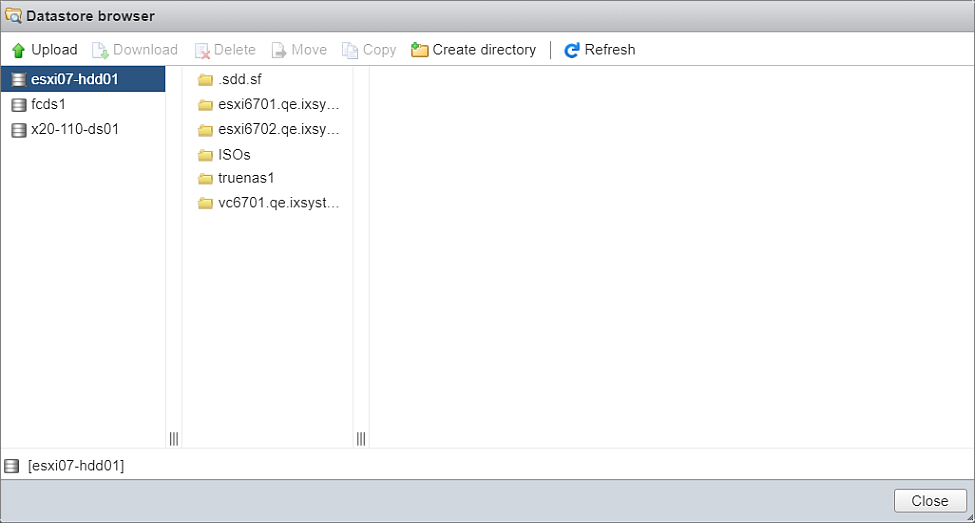 Datastore browser
Upload Download Delete Move Copy Create directory Refresh
esxi07-hdd01
fcds1
x20-110-ds01
.sdd.sf
esxi6701.qe.ixsy...
esxi6702.qe.ixsy...
ISOs
truenas1
vc6701.qe.ixsyst...
[esxi07-hdd01]
Close